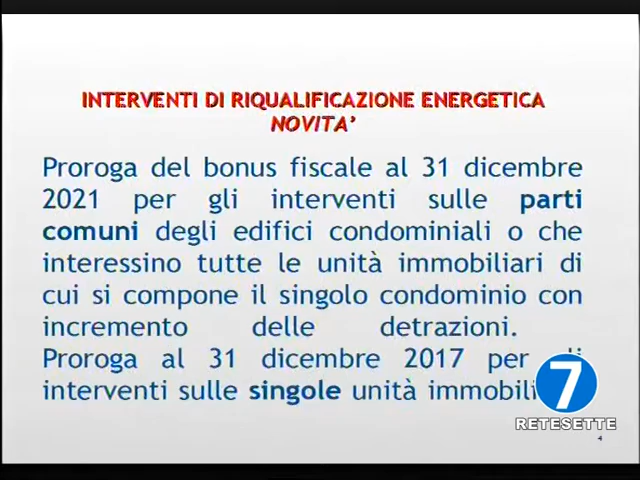 INTERVENTI DI RIQUALIFICAZIONE ENERGETICA
NOVITA’
Proroga del bonus fiscale al 31 dicembre
2021 per gli interventi sulle parti
comuni degli edifici condominiali o che
interessino tutte le unità immobiliari di
cui si compone il singolo condominio con
incremento delle detrazioni.
Proroga al 31 dicembre 2017 per
interventi sulle singole unità
7
RETESETTE
4